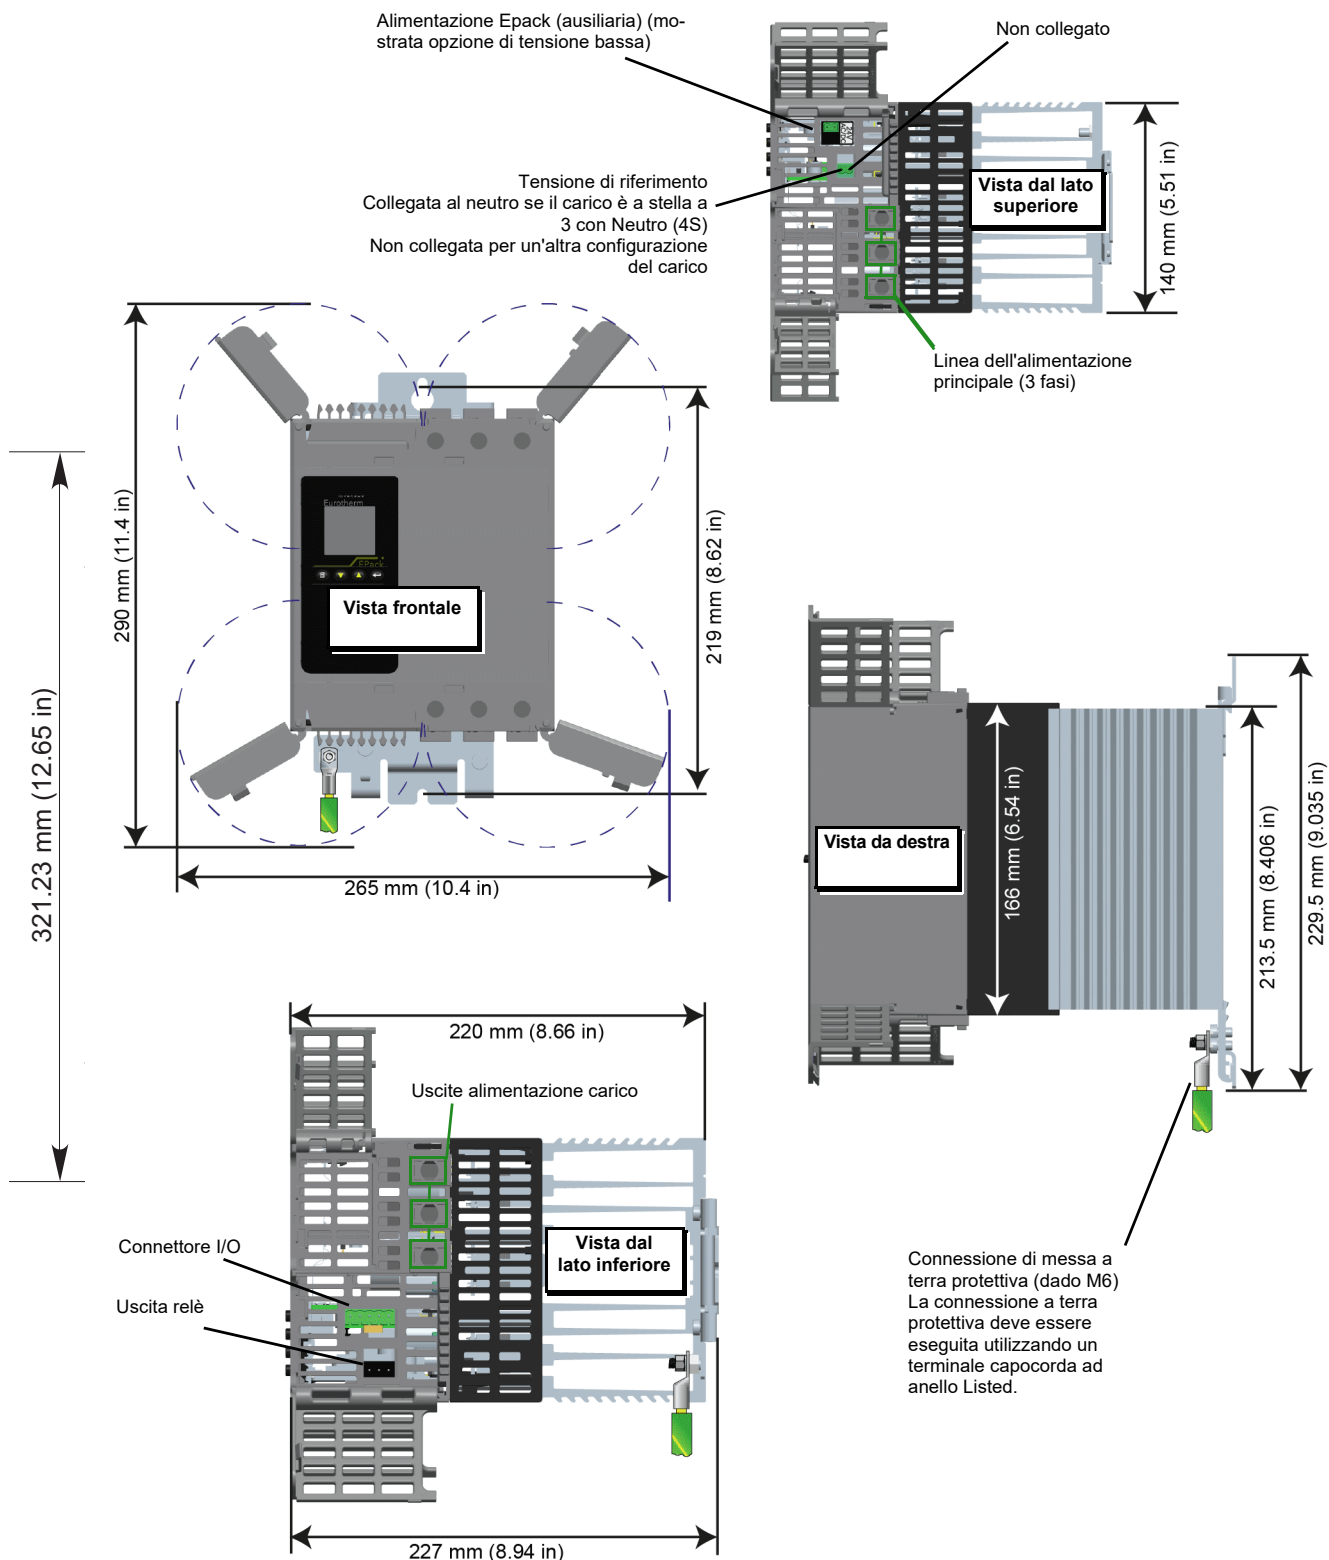 Alimentazione Epack (ausiliaria) (mo-
strata opzione di tensione bassa)
Non collegato
Tensione di riferimento
Collegata al neutro se il carico è a stella a
3 con Neutro (4S)
Non collegata per un'altra configurazione
del carico
Vista dal lato
superiore
140 mm (5.51 in)
Linea dell'alimentazione
principale (3 fasi)
290 mm (11.4 in)
Eurotherm
EPack
Vista frontale
219 mm (8.62 in)
321.23 mm (12.65 in)
265 mm (10.4 in)
Vista da destra
166 mm (6.54 in)
213.5 mm (8.406 in)
229.5 mm (9.035 in)
220 mm (8.66 in)
Uscite alimentazione carico
Connettore I/O
Uscita relè
Vista dal
lato inferiore
Connessione di messa a
terra protettiva (dado M6)
La connessione a terra
protettiva deve essere
eseguita utilizzando un
terminale capocorda ad
anello Listed.
227 mm (8.94 in)